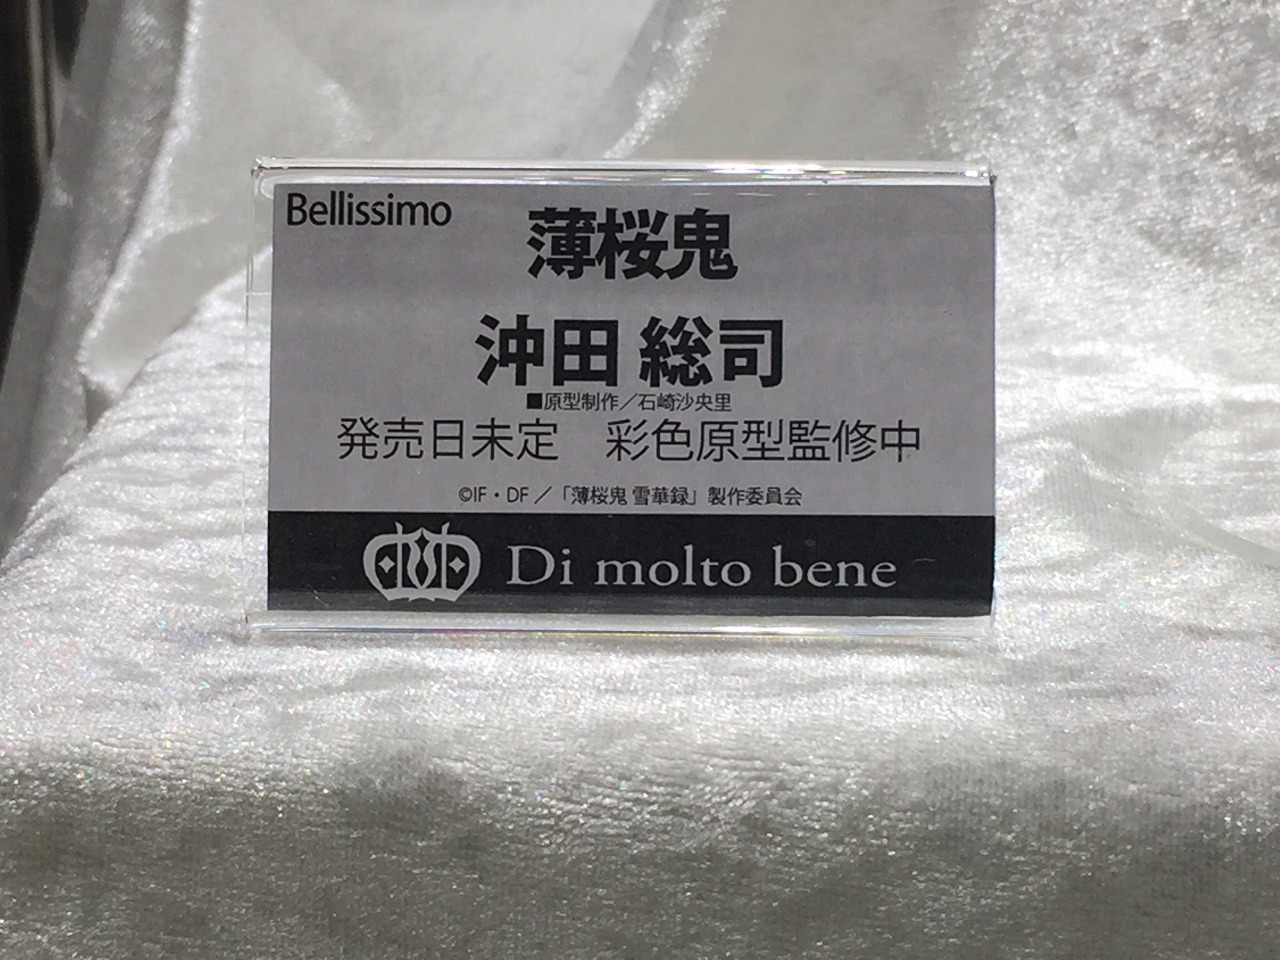 Bellissimo
薄桜鬼
沖田 総司
■原型制作／石崎沙央里
発売日未定　彩色原型監修中
©IF・DF／「薄桜鬼 雪華録」製作委員会
Di molto bene